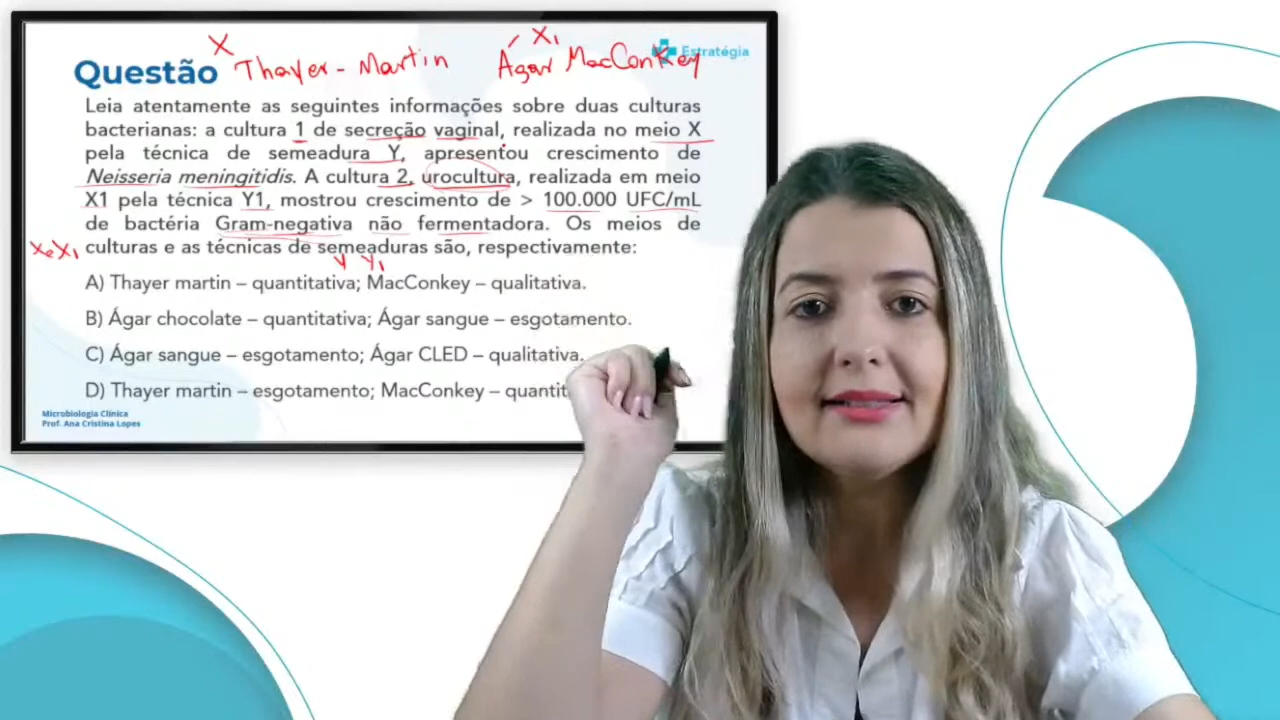 X
X1
Thayer-Martin
Ágar MacConkey
Estratégia
Questão
Leia atentamente as seguintes informações sobre duas culturas
bacterianas: a cultura 1 de secreção vaginal, realizada no meio X
pela técnica de semeadura Y, apresentou crescimento de
Neisseria meningitidis. A cultura 2, urocultura, realizada em meio
X1 pela técnica Y1, mostrou crescimento de > 100.000 UFC/mL
de bactéria Gram-negativa não fermentadora. Os meios de
X e X1
culturas e as técnicas de semeaduras são, respectivamente:
Y Y1
A) Thayer martin – quantitativa; MacConkey – qualitativa.
B) Ágar chocolate – quantitativa; Ágar sangue – esgotamento.
C) Ágar sangue – esgotamento; Ágar CLED – qualitativa.
D) Thayer martin – esgotamento; MacConkey –
Microbiologia Clínica
Prof. Ana Cristina Lopes